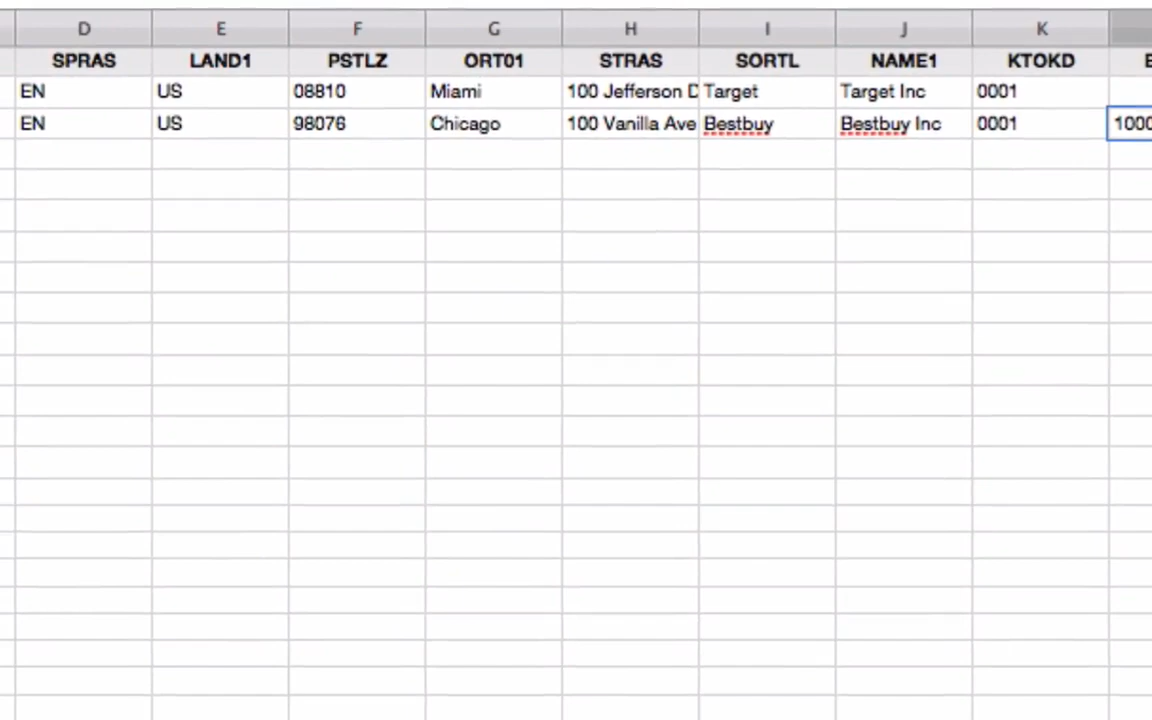 D E F G H I J K
SPRAS LAND1 PSTLZ ORT01 STRAS SORTL NAME1 KTOKD
EN US 08810 Miami 100 Jefferson D Target Target Inc 0001
EN US 98076 Chicago 100 Vanilla Ave Bestbuy Bestbuy Inc 0001 1000